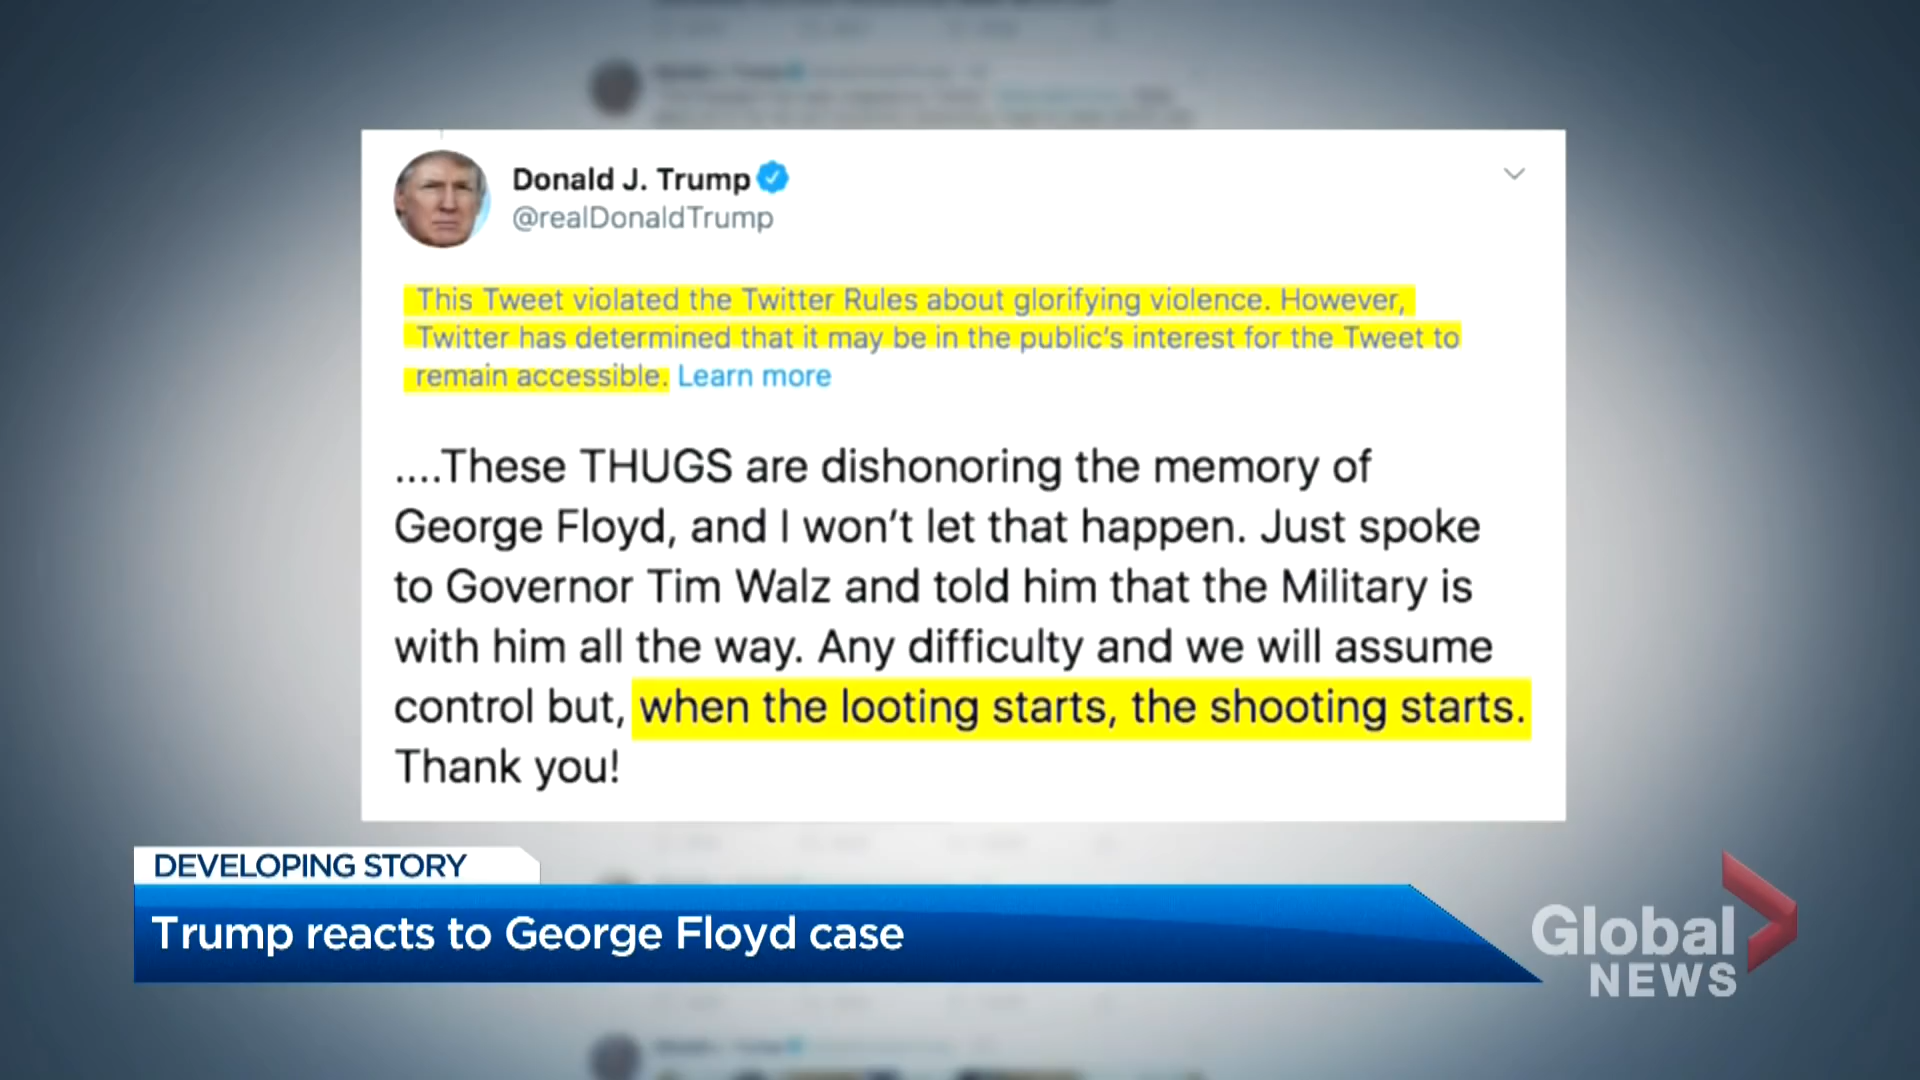 Donald J. Trump
@realDonaldTrump
This Tweet violated the Twitter Rules about glorifying violence. However,
Twitter has determined that it may be in the public's interest for the Tweet to
remain accessible. Learn more
....These THUGS are dishonoring the memory of
George Floyd, and I won't let that happen. Just spoke
to Governor Tim Walz and told him that the Military is
with him all the way. Any difficulty and we will assume
control but, when the looting starts, the shooting starts.
Thank you!
DEVELOPING STORY
Trump reacts to George Floyd case
Global
NEWS